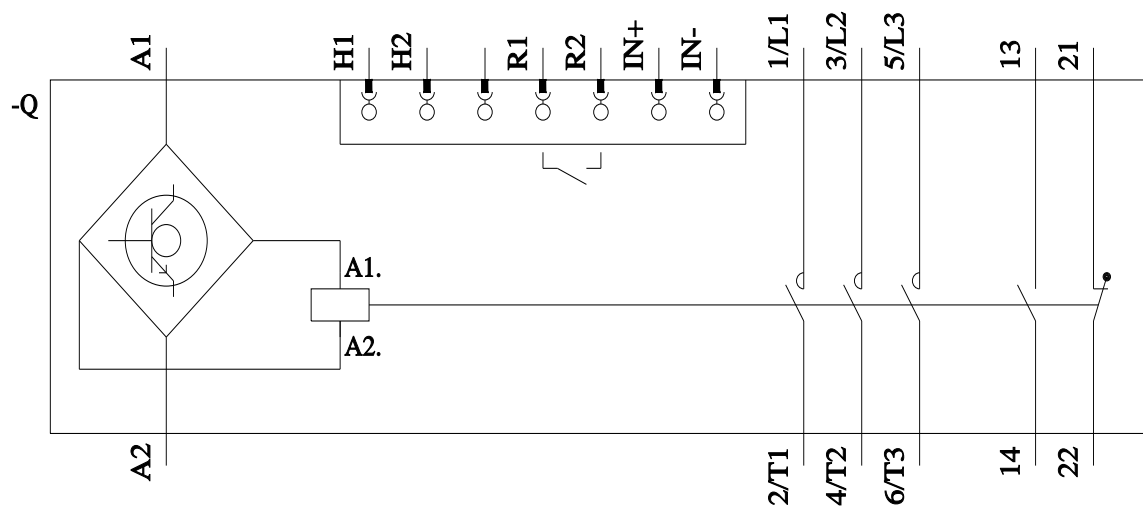 A1
H1
H2
R1
R2
IN+
IN-
1/L1
3/L2
5/L3
13
21
-Q
A1.
A2.
A2
2/T1
4/T2
6/T3
14
22